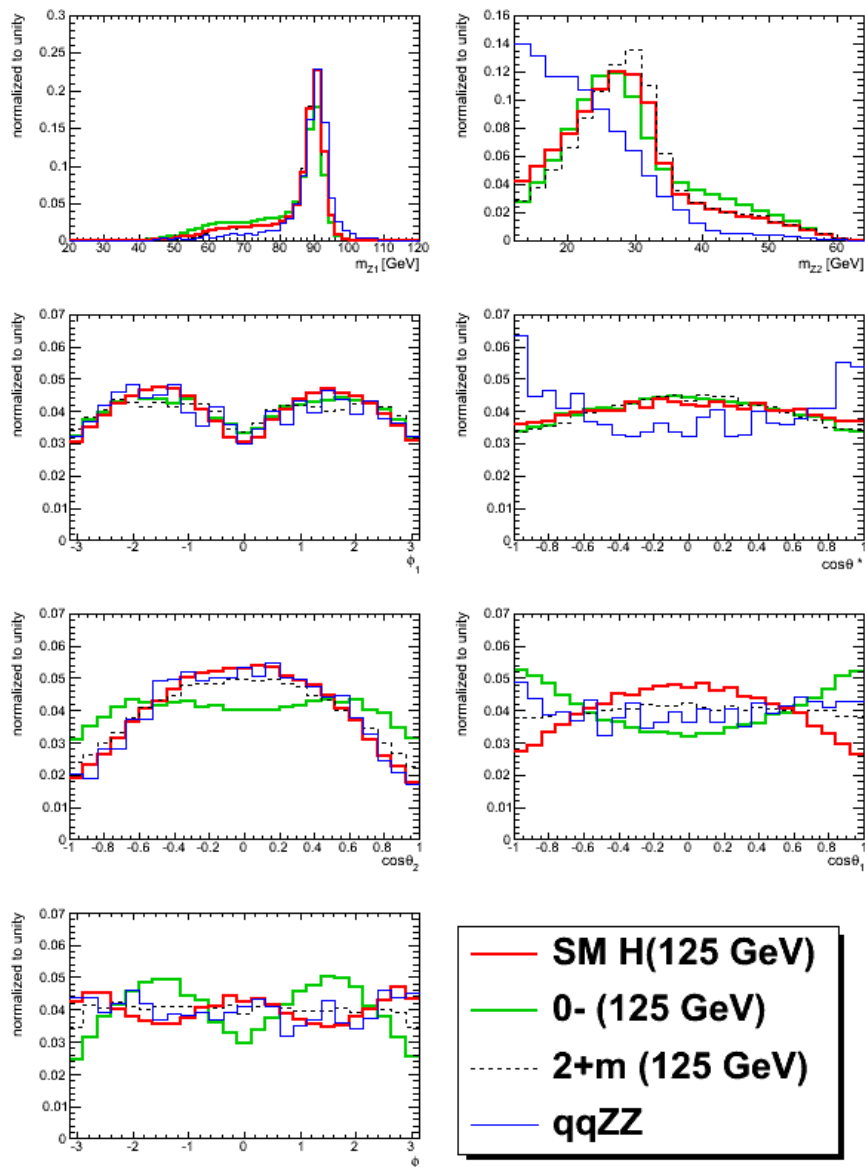 normalized to unity
0.3
0.25
0.2
0.15
0.1
0.05
0
20 30 40 50 60 70 80 90 100 110 120
m_Z1 [GeV]
normalized to unity
0.16
0.14
0.12
0.10
0.08
0.06
0.04
0.02
0
20 30 40 50 60
m_Z2 [GeV]
normalized to unity
0.07
0.06
0.05
0.04
0.03
0.02
0.01
0
-3 -2 -1 0 1 2 3
ϕ_1
normalized to unity
0.07
0.06
0.05
0.04
0.03
0.02
0.01
0
-1 -0.8 -0.6 -0.4 -0.2 0 0.2 0.4 0.6 0.8 1
cosθ *
normalized to unity
0.07
0.06
0.05
0.04
0.03
0.02
0.01
0
-1 -0.8 -0.6 -0.4 -0.2 0 0.2 0.4 0.6 0.8 1
cosθ_2
normalized to unity
0.07
0.06
0.05
0.04
0.03
0.02
0.01
0
-1 -0.8 -0.6 -0.4 -0.2 0 0.2 0.4 0.6 0.8 1
cosθ_1
normalized to unity
0.07
0.06
0.05
0.04
0.03
0.02
0.01
0
-3 -2 -1 0 1 2 3
ϕ
SM H(125 GeV)
0- (125 GeV)
2+m (125 GeV)
qqZZ